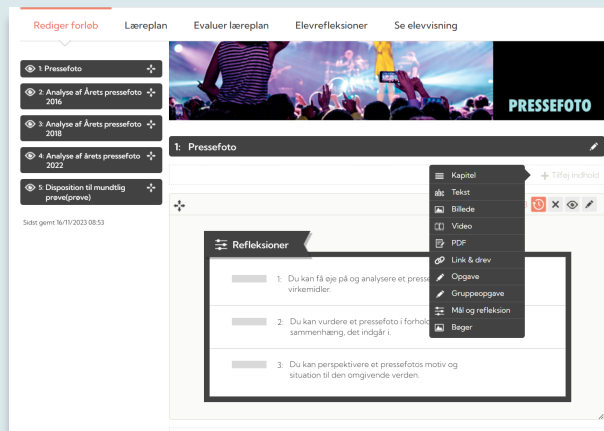 Rediger forløb Læreplan Evaluer læreplan Elevrefleksioner Se elevvisning
1: Pressefoto
2: Analyse af Årets pressefoto
2016
3: Analyse af Årets pressefoto
2018
4: Analyse af årets pressefoto
2022
5: Disposition til mundtlig
prøve(prøve)
Sidst gemt 16/11/2023 08:53
PRESSEFOTO
1: Pressefoto
Tilføj indhold
Kapitel
abc Tekst
Billede
Video
PDF
Link & drev
Opgave
Gruppeopgave
Mål og refleksion
Bøger
Refleksioner
1: Du kan få øje på og analysere et presse
virkemidler.
2: Du kan vurdere et pressefoto i forhold
sammenhæng, det indgår i.
3: Du kan perspektivere et pressefotos motiv og
situation til den omgivende verden.